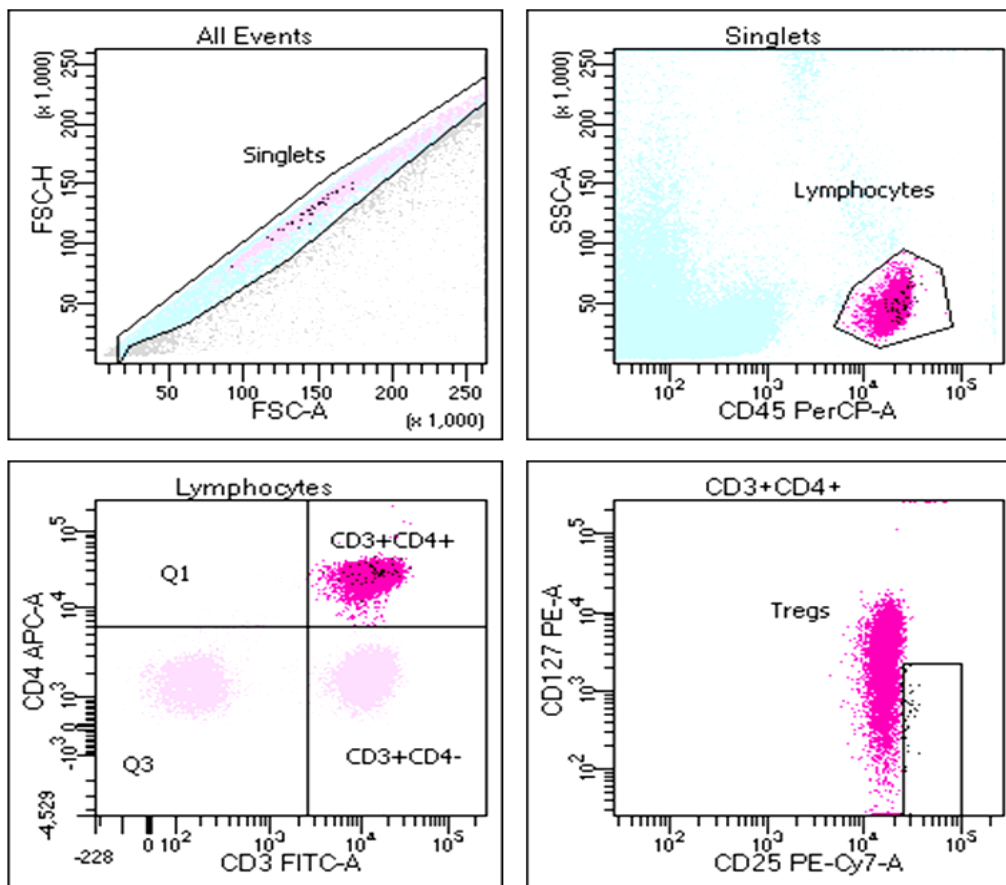 All Events
(x 1,000)
250
200
150
100
50
FSC-H
Singlets
50 100 150 200 250
FSC-A
(x 1,000)
Singlets
(x 1,000)
250
200
150
100
50
SSC-A
Lymphocytes
10² 10³ 10⁴ 10⁵
CD45 PerCP-A
Lymphocytes
10⁵
10⁴
10³
0
-10³
-4,529
CD4 APC-A
Q1
CD3+CD4+
Q3
CD3+CD4-
-228
0 10² 10³ 10⁴ 10⁵
CD3 FITC-A
CD3+CD4+
10⁵
10⁴
10³
10²
CD127 PE-A
Tregs
10² 10³ 10⁴ 10⁵
CD25 PE-Cy7-A